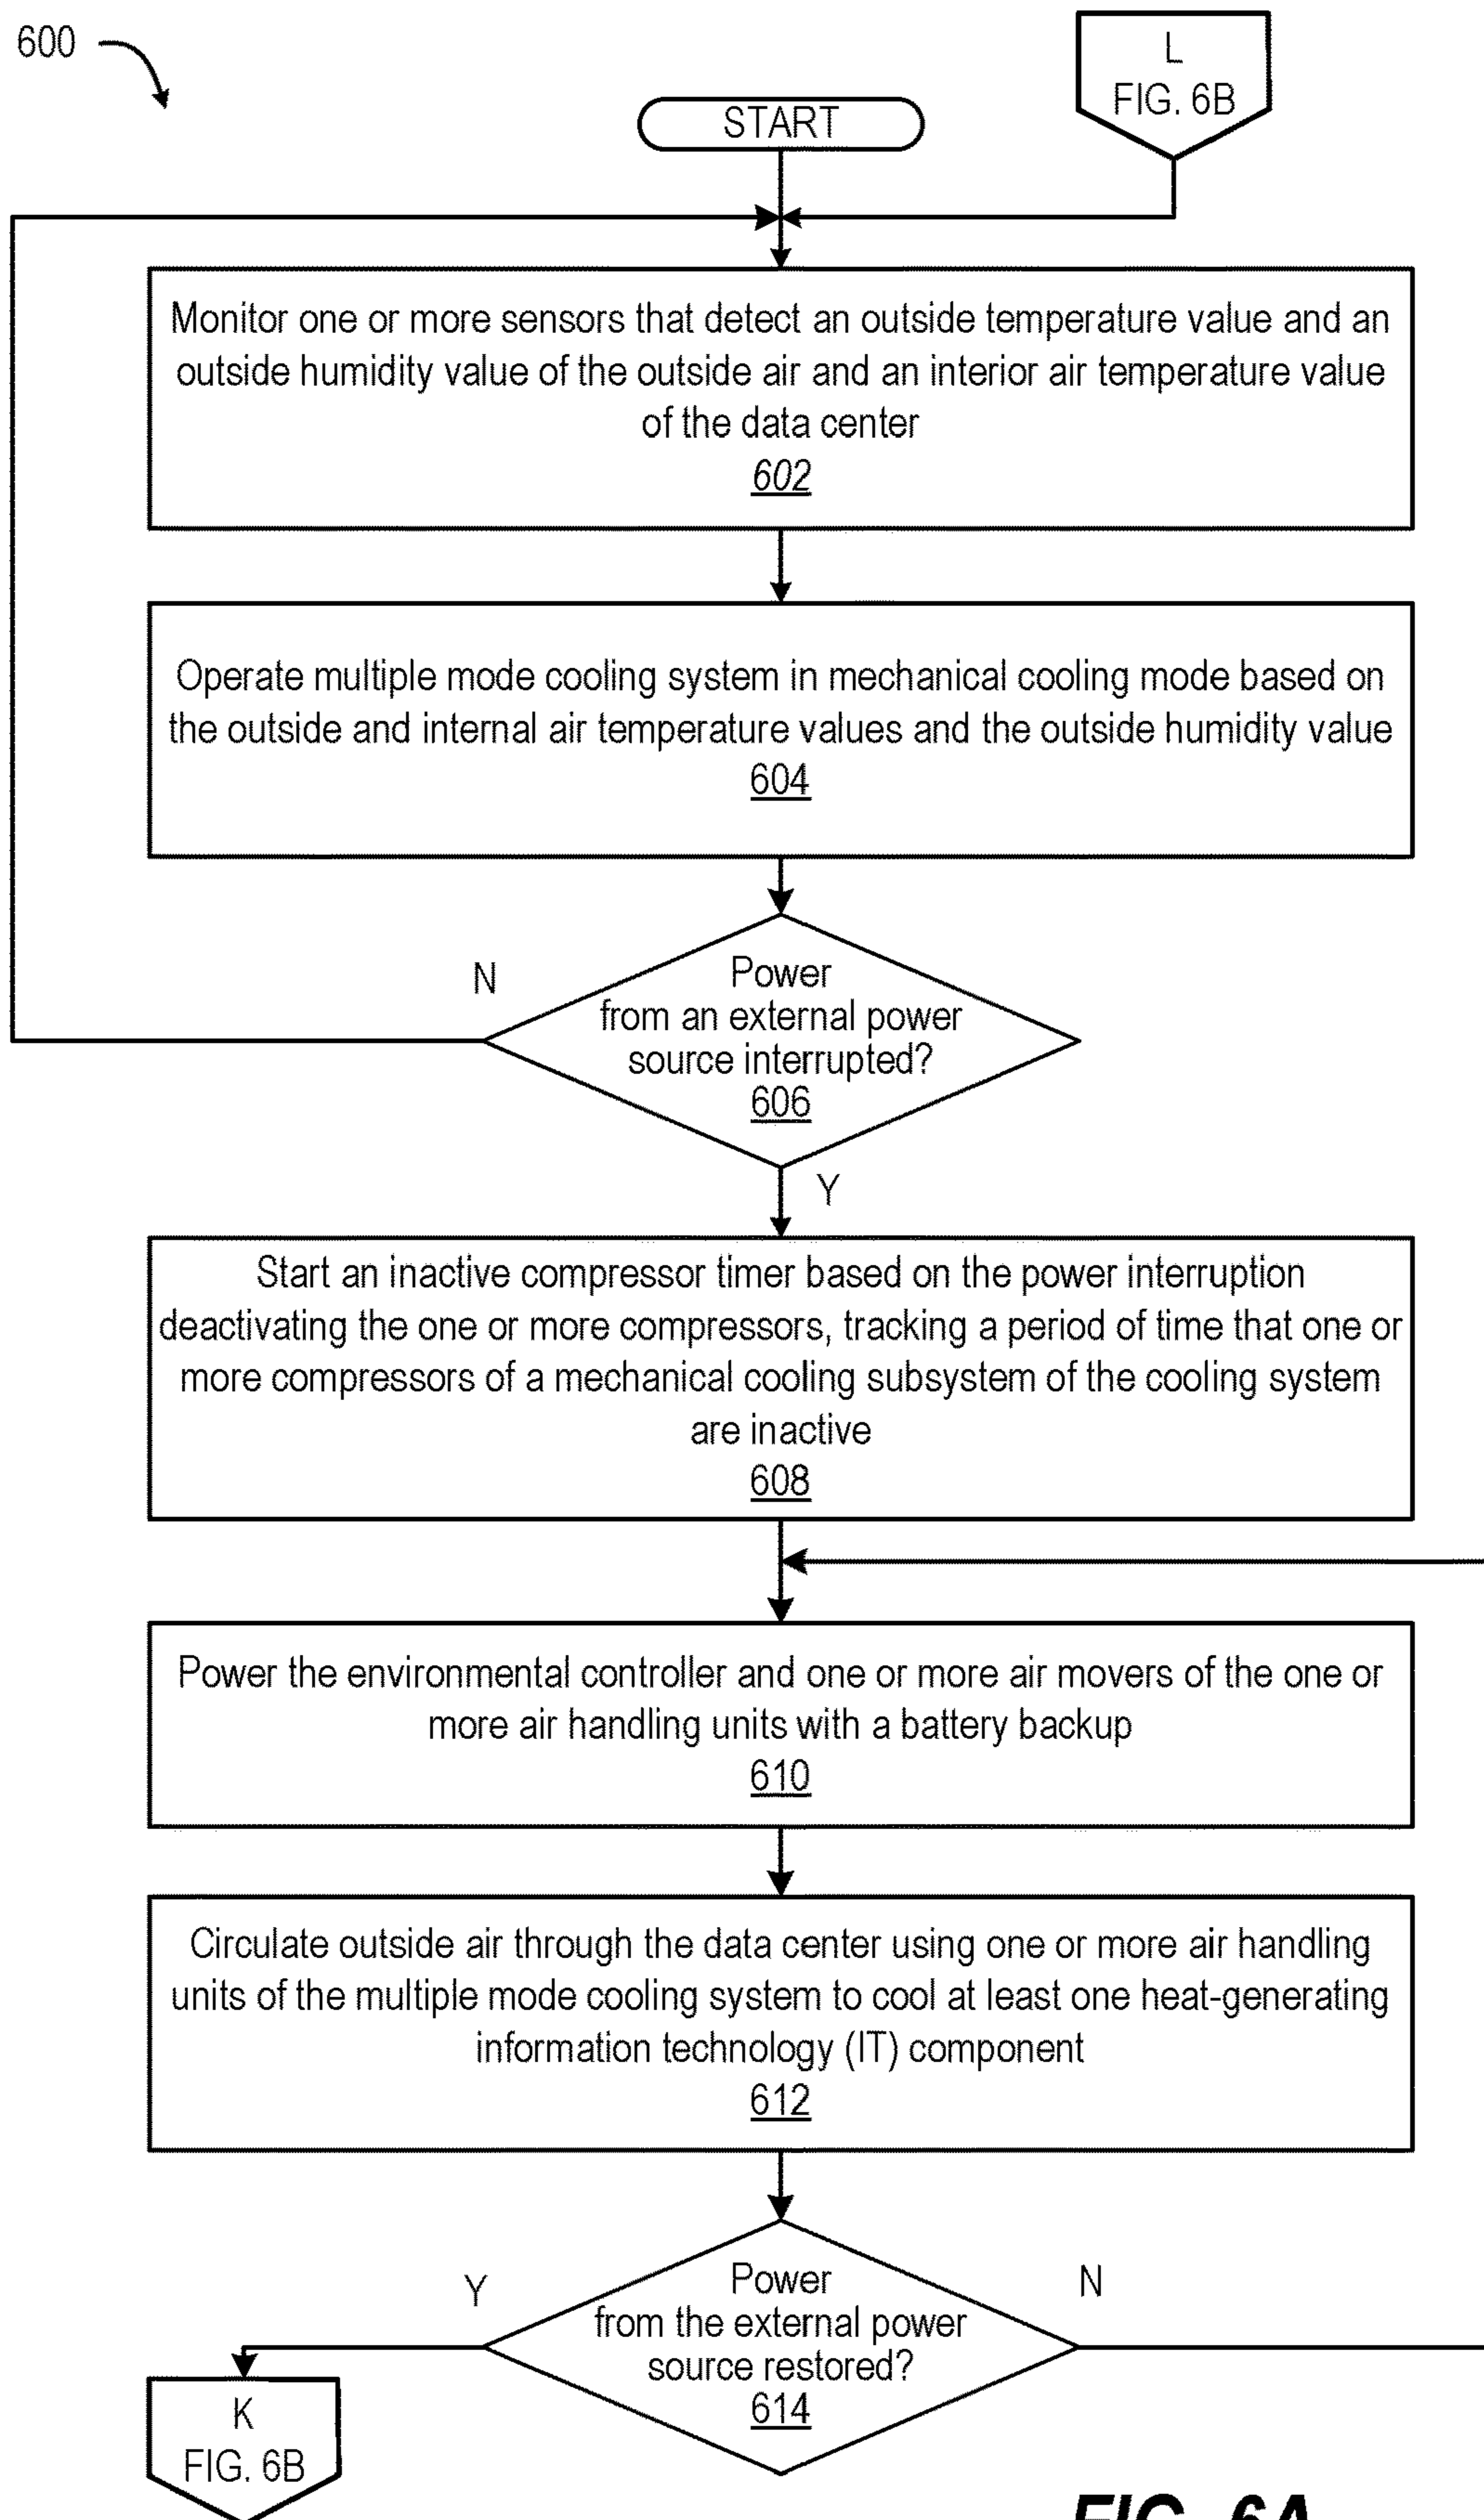 600
L
FIG. 6B
START
Monitor one or more sensors that detect an outside temperature value and an
outside humidity value of the outside air and an interior air temperature value
of the data center
602
Operate multiple mode cooling system in mechanical cooling mode based on
the outside and internal air temperature values and the outside humidity value
604
N
Power
from an external power
source interrupted?
606
Y
Start an inactive compressor timer based on the power interruption
deactivating the one or more compressors, tracking a period of time that one or
more compressors of a mechanical cooling subsystem of the cooling system
are inactive
608
Power the environmental controller and one or more air movers of the one or
more air handling units with a battery backup
610
Circulate outside air through the data center using one or more air handling
units of the multiple mode cooling system to cool at least one heat-generating
information technology (IT) component
612
Y
Power
from the external power
source restored?
614
N
K
FIG. 6B
FIG. 6A